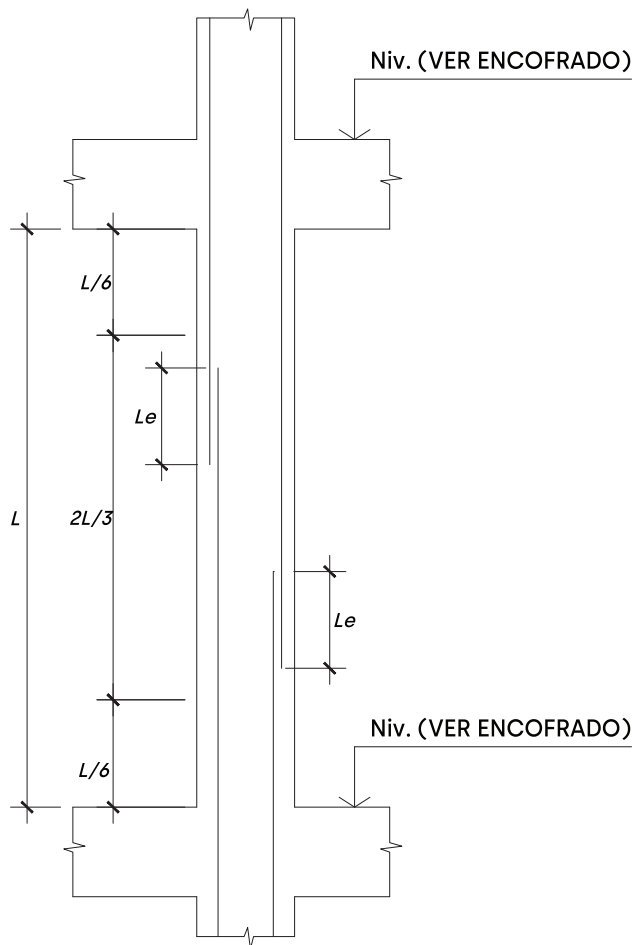 Niv. (VER ENCOFRADO)
L/6
Le
L
2L/3
Le
Niv. (VER ENCOFRADO)
L/6